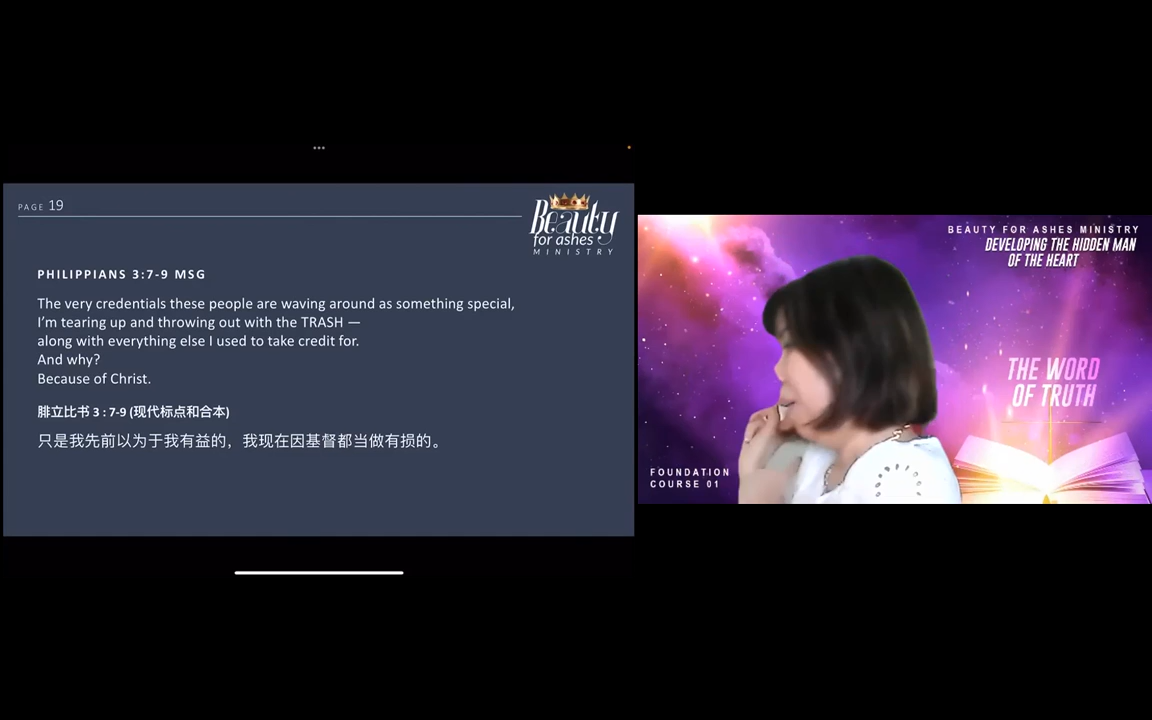 PAGE 19
Beauty
for ashes
MINISTRY
PHILIPPIANS 3:7-9 MSG
The very credentials these people are waving around as something special,
I’m tearing up and throwing out with the TRASH —
along with everything else I used to take credit for.
And why?
Because of Christ.
腓立比书 3 : 7-9 (现代标点和合本)
只是我先前以为于我有益的，我现在因基督都当做有损的。
BEAUTY FOR ASHES MINISTRY
DEVELOPING THE HIDDEN MAN
OF THE HEART
THE WORD
OF TRUTH
FOUNDATION
COURSE 01